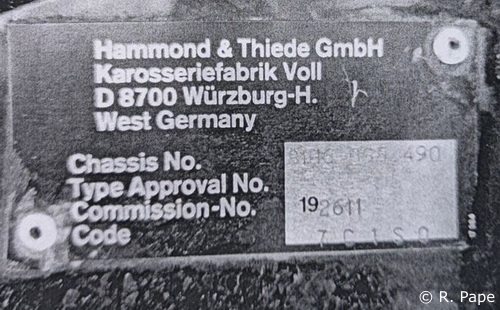 Hammond & Thiede GmbH
Karosseriefabrik Voll
D 8700 Würzburg-H.
West Germany
Chassis No.
Type Approval No.
Commission-No. 192611
Code 7CISO
© R. Pape